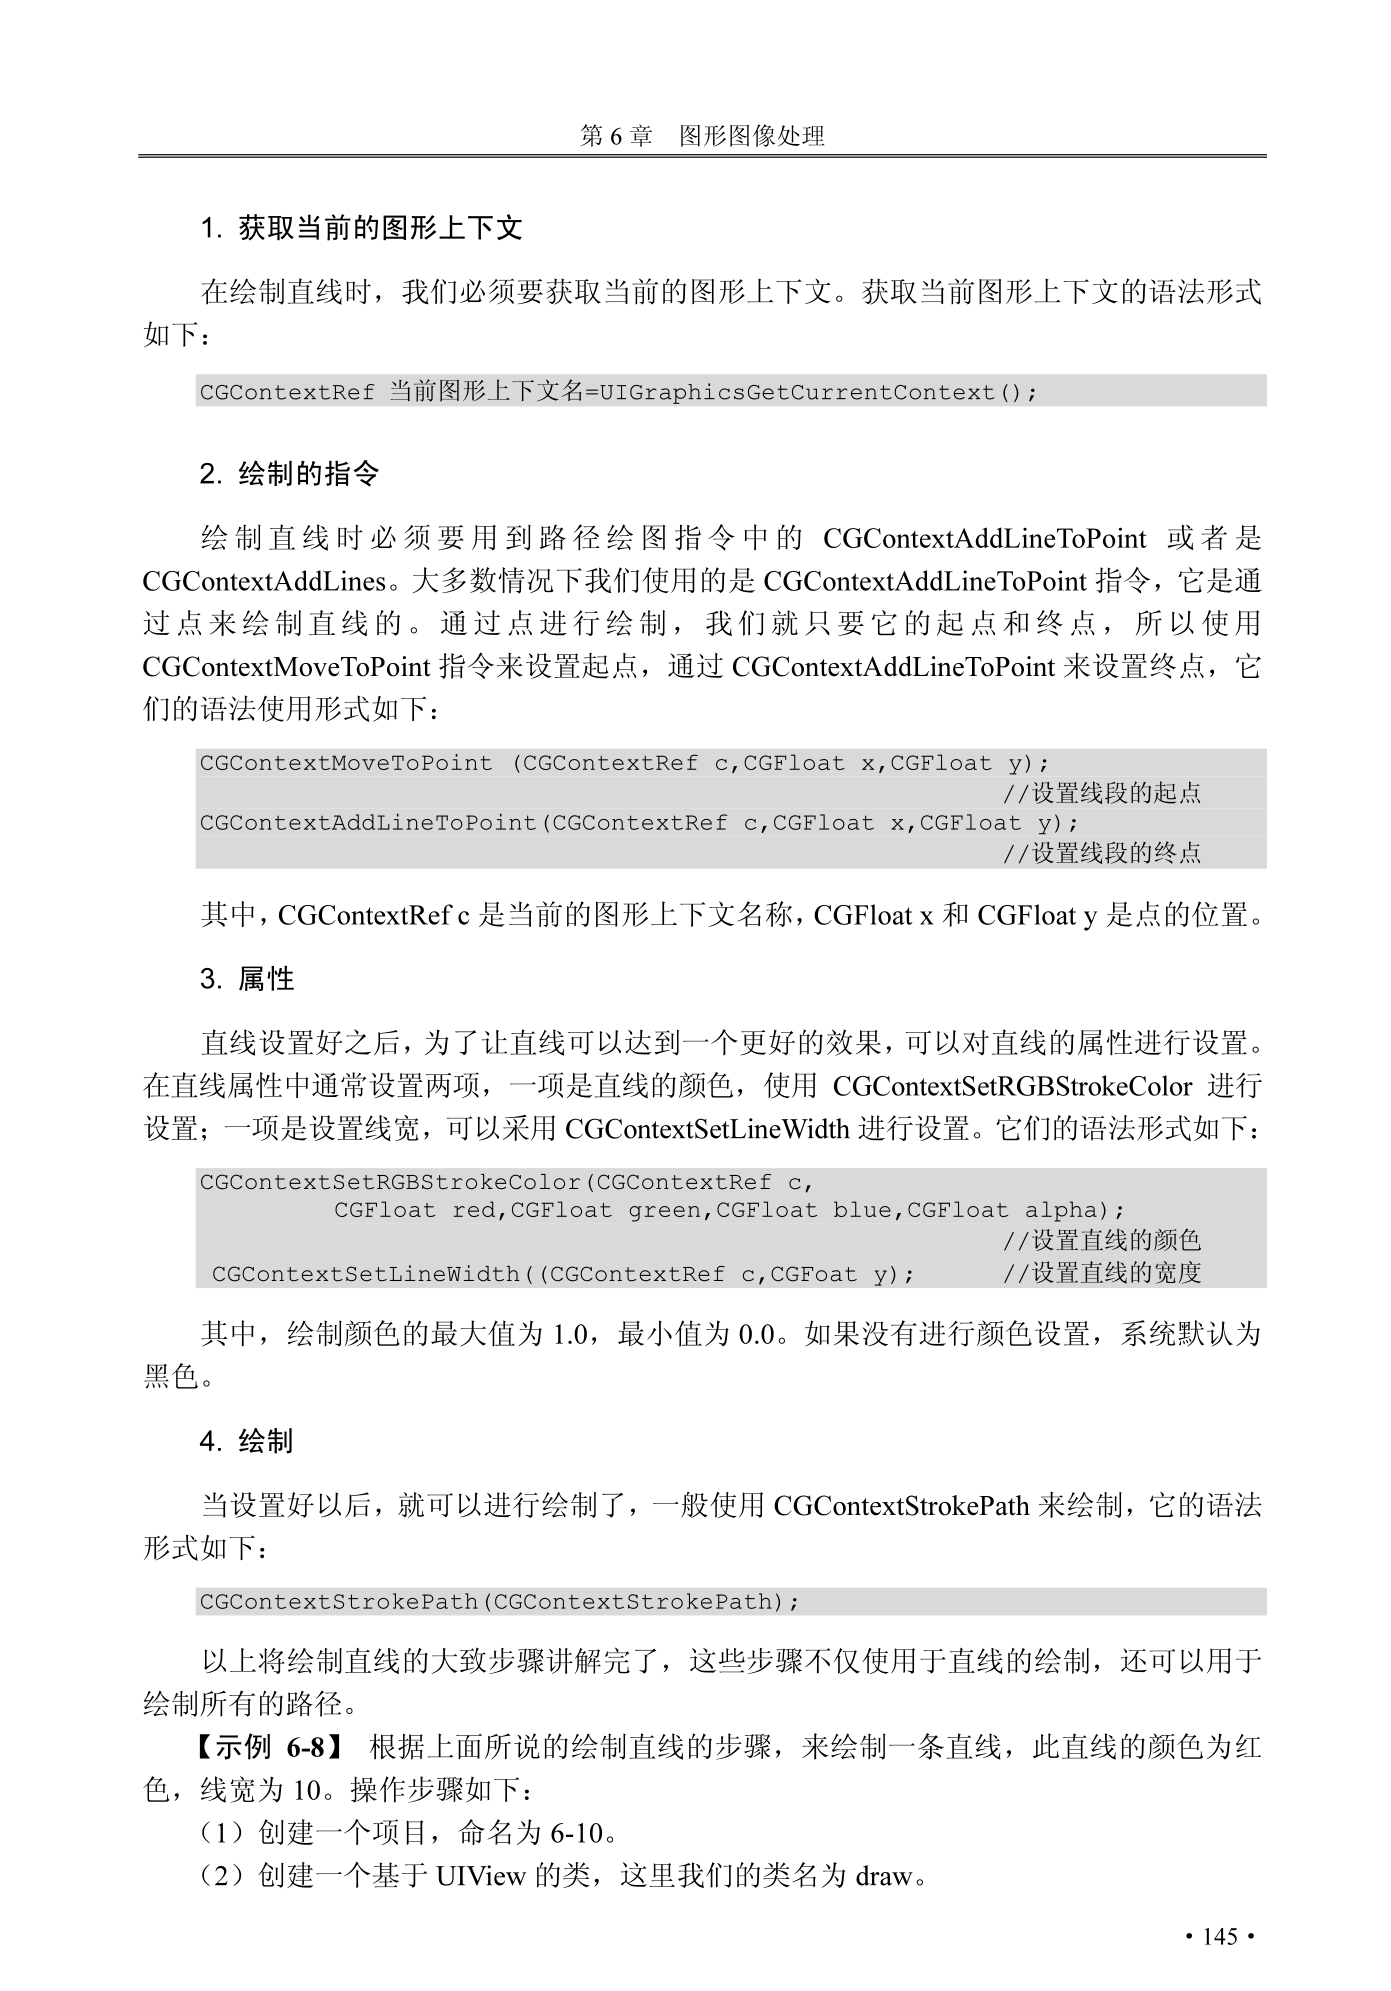 第 6 章 图形图像处理
1. 获取当前的图形上下文
在绘制直线时，我们必须要获取当前的图形上下文。获取当前图形上下文的语法形式
如下：
CGContextRef 当前图形上下文名=UIGraphicsGetCurrentContext();
2. 绘制的指令
绘制直线时必须要用到路径绘图指令中的 CGContextAddLineToPoint 或者是
CGContextAddLines。大多数情况下我们使用的是 CGContextAddLineToPoint 指令，它是通
过点来绘制直线的。通过点进行绘制，我们就只要它的起点和终点，所以使用
CGContextMoveToPoint 指令来设置起点，通过 CGContextAddLineToPoint 来设置终点，它
们的语法使用形式如下：
CGContextMoveToPoint (CGContextRef c,CGFloat x,CGFloat y);
//设置线段的起点
CGContextAddLineToPoint(CGContextRef c,CGFloat x,CGFloat y);
//设置线段的终点
其中，CGContextRef c 是当前的图形上下文名称，CGFloat x 和 CGFloat y 是点的位置。
3. 属性
直线设置好之后，为了让直线可以达到一个更好的效果，可以对直线的属性进行设置。
在直线属性中通常设置两项，一项是直线的颜色，使用 CGContextSetRGBStrokeColor 进行
设置；一项是设置线宽，可以采用 CGContextSetLineWidth 进行设置。它们的语法形式如下：
CGContextSetRGBStrokeColor(CGContextRef c,
CGFloat red,CGFloat green,CGFloat blue,CGFloat alpha);
//设置直线的颜色
CGContextSetLineWidth((CGContextRef c,CGFoat y); //设置直线的宽度
其中，绘制颜色的最大值为 1.0，最小值为 0.0。如果没有进行颜色设置，系统默认为
黑色。
4. 绘制
当设置好以后，就可以进行绘制了，一般使用 CGContextStrokePath 来绘制，它的语法
形式如下：
CGContextStrokePath(CGContextStrokePath);
以上将绘制直线的大致步骤讲解完了，这些步骤不仅使用于直线的绘制，还可以用于
绘制所有的路径。
【示例 6-8】 根据上面所说的绘制直线的步骤，来绘制一条直线，此直线的颜色为红
色，线宽为 10。操作步骤如下：
（1）创建一个项目，命名为 6-10。
（2）创建一个基于 UIView 的类，这里我们的类名为 draw。
• 145 •